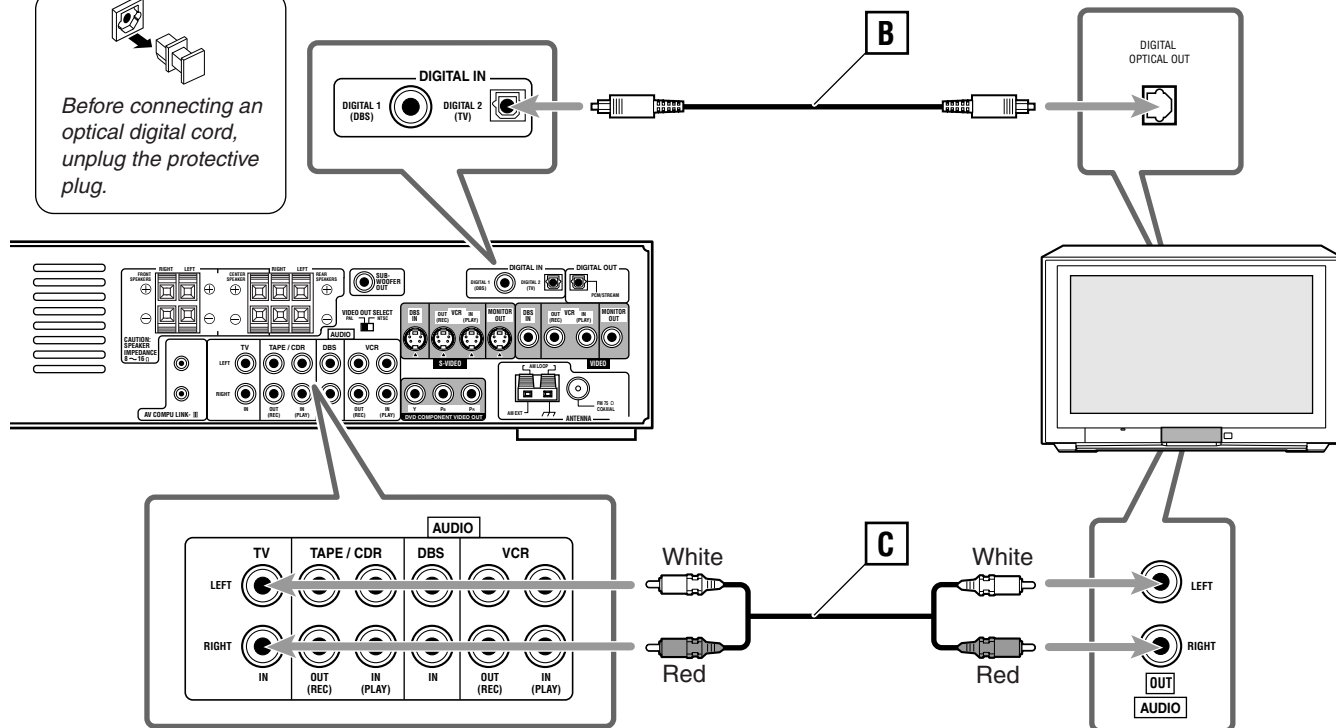 Before connecting an
optical digital cord,
unplug the protective
plug.
DIGITAL IN
DIGITAL 1
(DBS)
DIGITAL 2
(TV)
B
DIGITAL
OPTICAL OUT
FRONT
SPEAKERS
RIGHT LEFT
CENTER
SPEAKER
RIGHT LEFT
REAR
SPEAKERS
SUB-
WOOFER
OUT
DIGITAL IN
DIGITAL 1
(DBS)
DIGITAL 2
(TV)
DIGITAL OUT
PCM/STREAM
VIDEO OUT SELECT
PAL NTSC
CAUTION:
SPEAKER
IMPEDANCE
8～16 Ω
AUDIO
TV TAPE / CDR DBS VCR
LEFT
RIGHT
IN OUT
(REC) IN
(PLAY) OUT
(REC) IN
(PLAY)
AV COMPU LINK- III
DBS
IN
VCR
OUT
(REC) IN
(PLAY)
MONITOR
OUT
S-VIDEO
DBS
IN
VCR
OUT
(REC) IN
(PLAY)
MONITOR
OUT
VIDEO
Y PB PR
DVD COMPONENT VIDEO OUT
AM LOOP
AM EXT
FM 75 Ω
COAXIAL
ANTENNA
AUDIO
TV TAPE / CDR DBS VCR
LEFT
RIGHT
IN OUT
(REC) IN
(PLAY) IN OUT
(REC) IN
(PLAY)
White
Red
C
White
Red
LEFT
RIGHT
OUT
AUDIO